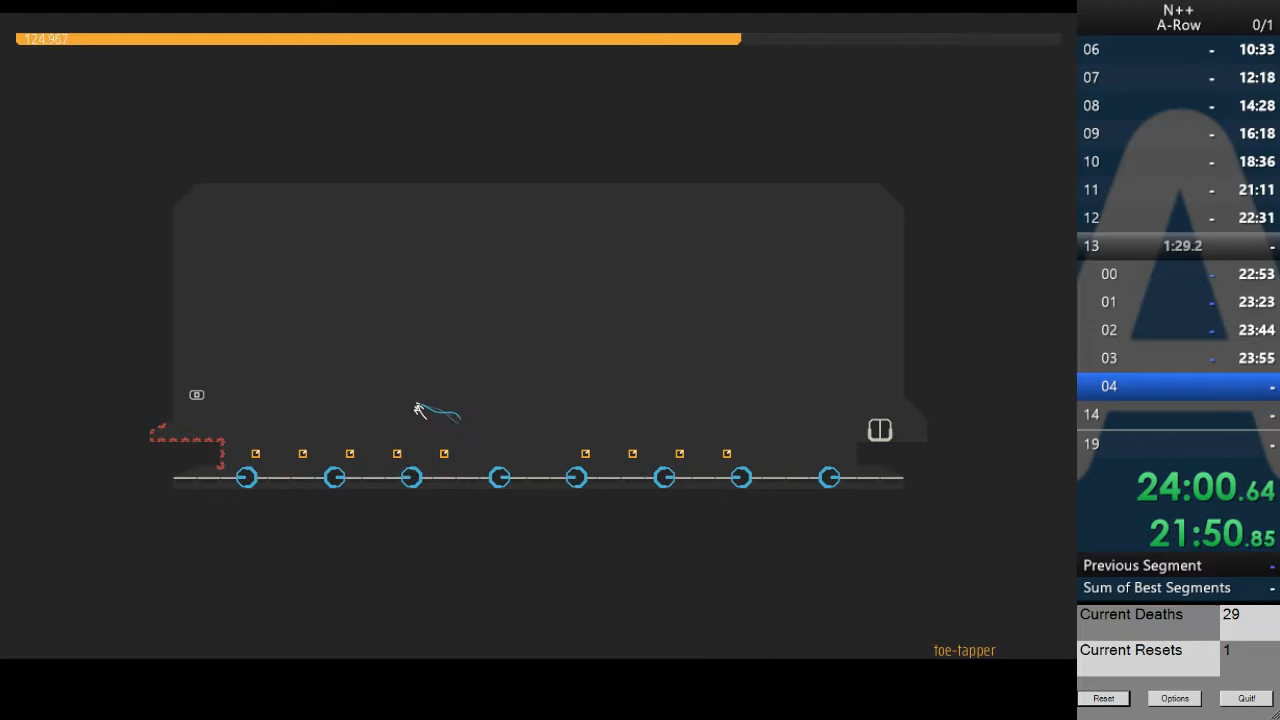 124.967
toe-tapper
N++
A-Row 0/1
06 - 10:33
07 - 12:18
08 - 14:28
09 - 16:18
10 - 18:36
11 - 21:11
12 - 22:31
13 1:29.2 -
00 - 22:53
01 - 23:23
02 - 23:44
03 - 23:55
04 -
14 -
19 -
24:00.64
21:50.85
Previous Segment -
Sum of Best Segments -
Current Deaths 29
Current Resets 1
Reset Options Quit!